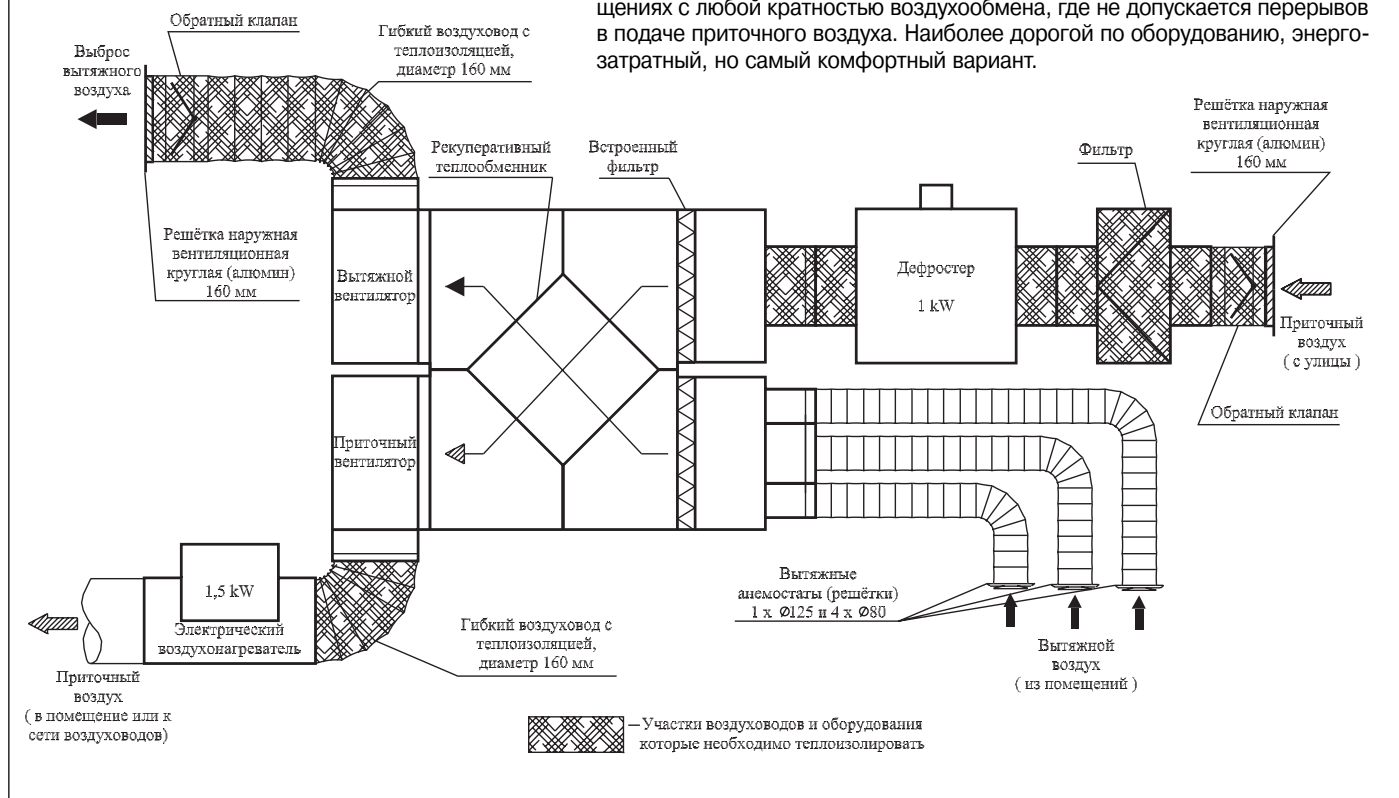 щениях с любой кратностью воздухообмена, где не допускается перерывов
в подаче приточного воздуха. Наиболее дорогой по оборудованию, энерго-
затратный, но самый комфортный вариант.
Обратный клапан
Выброс
вытяжного
воздуха
Гибкий воздуховод с
теплоизоляцией,
диаметр 160 мм
Решётка наружная
вентиляционная
круглая (алюмин)
160 мм
Рекуперативный
теплообменник
Встроенный
фильтр
Фильтр
Решётка наружная
вентиляционная
круглая (алюмин)
160 мм
Вытяжной
вентилятор
Дефростер
1 kW
Приточный
воздух
( с улицы )
Обратный клапан
Приточный
вентилятор
1,5 kW
Электрический
воздухонагреватель
Приточный
воздух
( в помещение или к
сети воздуховодов)
Гибкий воздуховод с
теплоизоляцией,
диаметр 160 мм
Вытяжные
анемостаты (решётки)
1 x Ø125 и 4 x Ø80
Вытяжной
воздух
( из помещений )
– Участки воздуховодов и оборудования
которые необходимо теплоизолировать